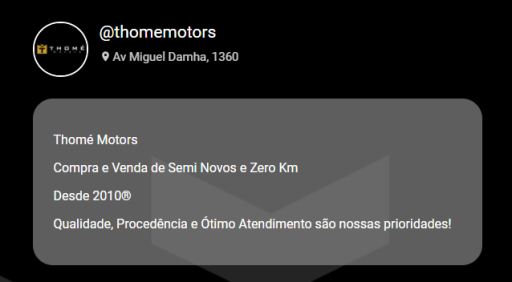 @thomemotors
THOMÉ
Av Miguel Damha, 1360
Thomé Motors
Compra e Venda de Semi Novos e Zero Km
Desde 2010®
Qualidade, Procedência e Ótimo Atendimento são nossas prioridades!